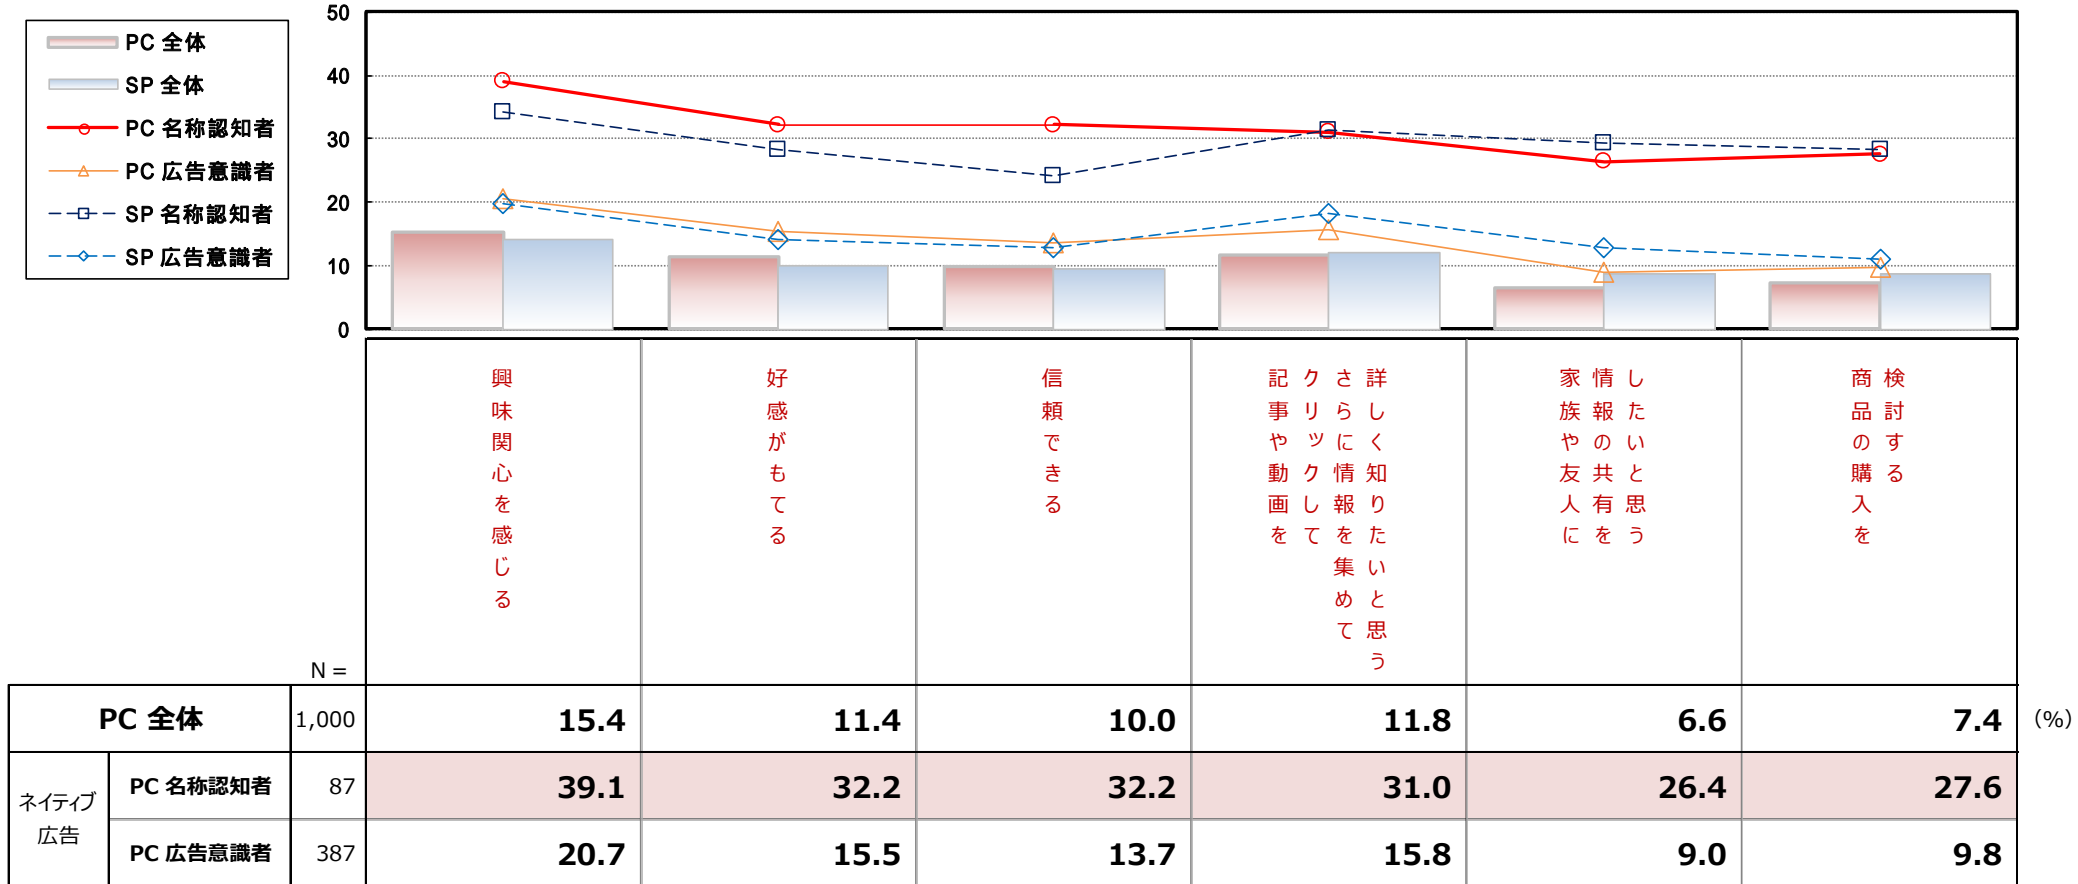 PC 全体
SP 全体
PC 名称認知者
PC 広告意識者
SP 名称認知者
SP 広告意識者
50
40
30
20
10
0
興味関心を感じる
好感がもてる
信頼できる
記事や動画を
クリックして
さらに情報を集めて
詳しく知りたいと思う
家族や友人に
情報の共有を
したいと思う
商品の購入を
検討する
N =
PC 全体 1,000 15.4 11.4 10.0 11.8 6.6 7.4 (%)
ネイティブ
広告
PC 名称認知者 87 39.1 32.2 32.2 31.0 26.4 27.6
PC 広告意識者 387 20.7 15.5 13.7 15.8 9.0 9.8